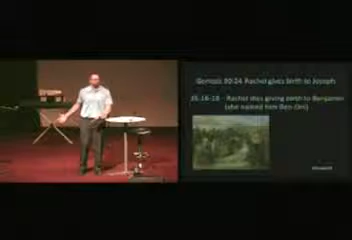 Genesis 30:24 Rachel gives birth to Joseph
35:16-18 - Rachel dies giving birth to Benjamin
(she named him Ben-Oni)